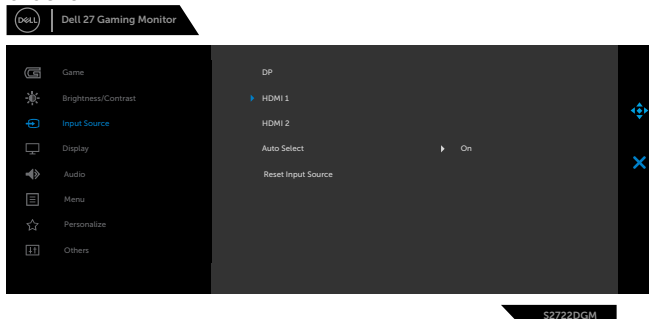 DELL
Dell 27 Gaming Monitor
Game
DP
Brightness/Contrast
HDMI 1
Input Source
HDMI 2
Display
Auto Select
On
Audio
Reset Input Source
Menu
Personalize
Others
S2722DGM